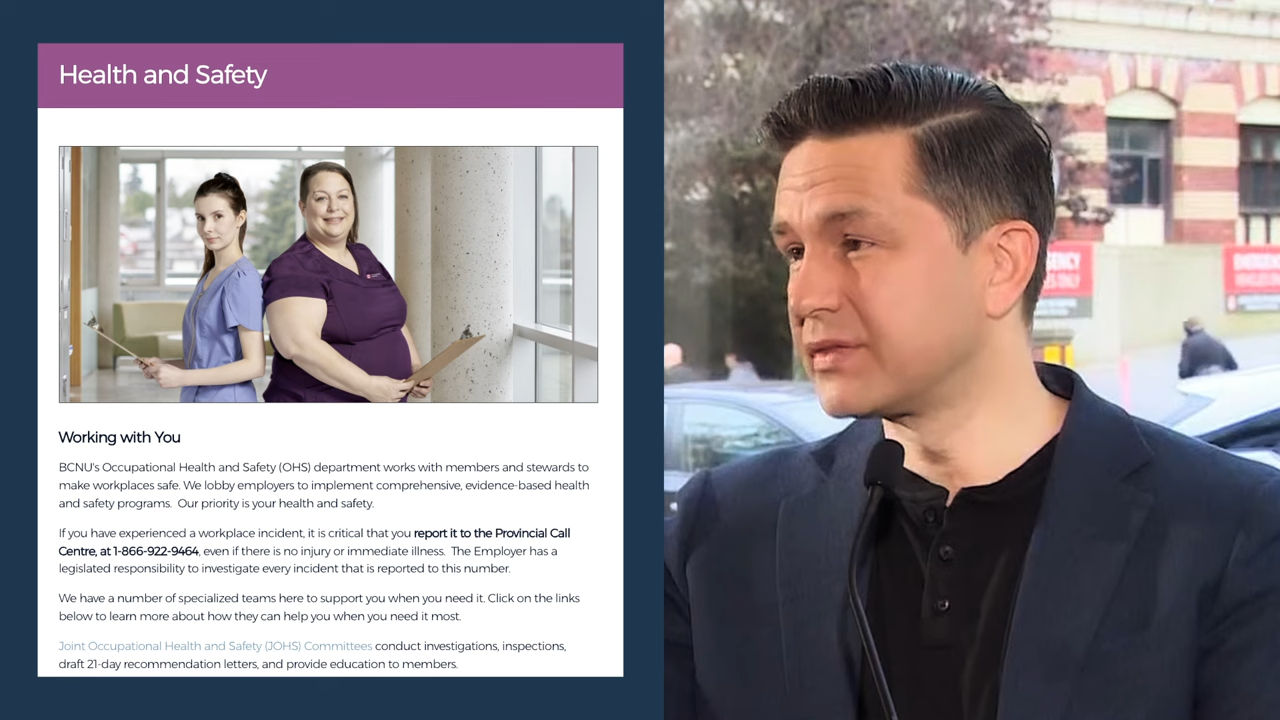 Health and Safety
Working with You
BCNU's Occupational Health and Safety (OHS) department works with members and stewards to
make workplaces safe. We lobby employers to implement comprehensive, evidence-based health
and safety programs.  Our priority is your health and safety.
If you have experienced a workplace incident, it is critical that you report it to the Provincial Call
Centre, at 1-866-922-9464, even if there is no injury or immediate illness.  The Employer has a
legislated responsibility to investigate every incident that is reported to this number.
We have a number of specialized teams here to support you when you need it. Click on the links
below to learn more about how they can help you when you need it most.
Joint Occupational Health and Safety (JOHS) Committees conduct investigations, inspections,
draft 21-day recommendation letters, and provide education to members.